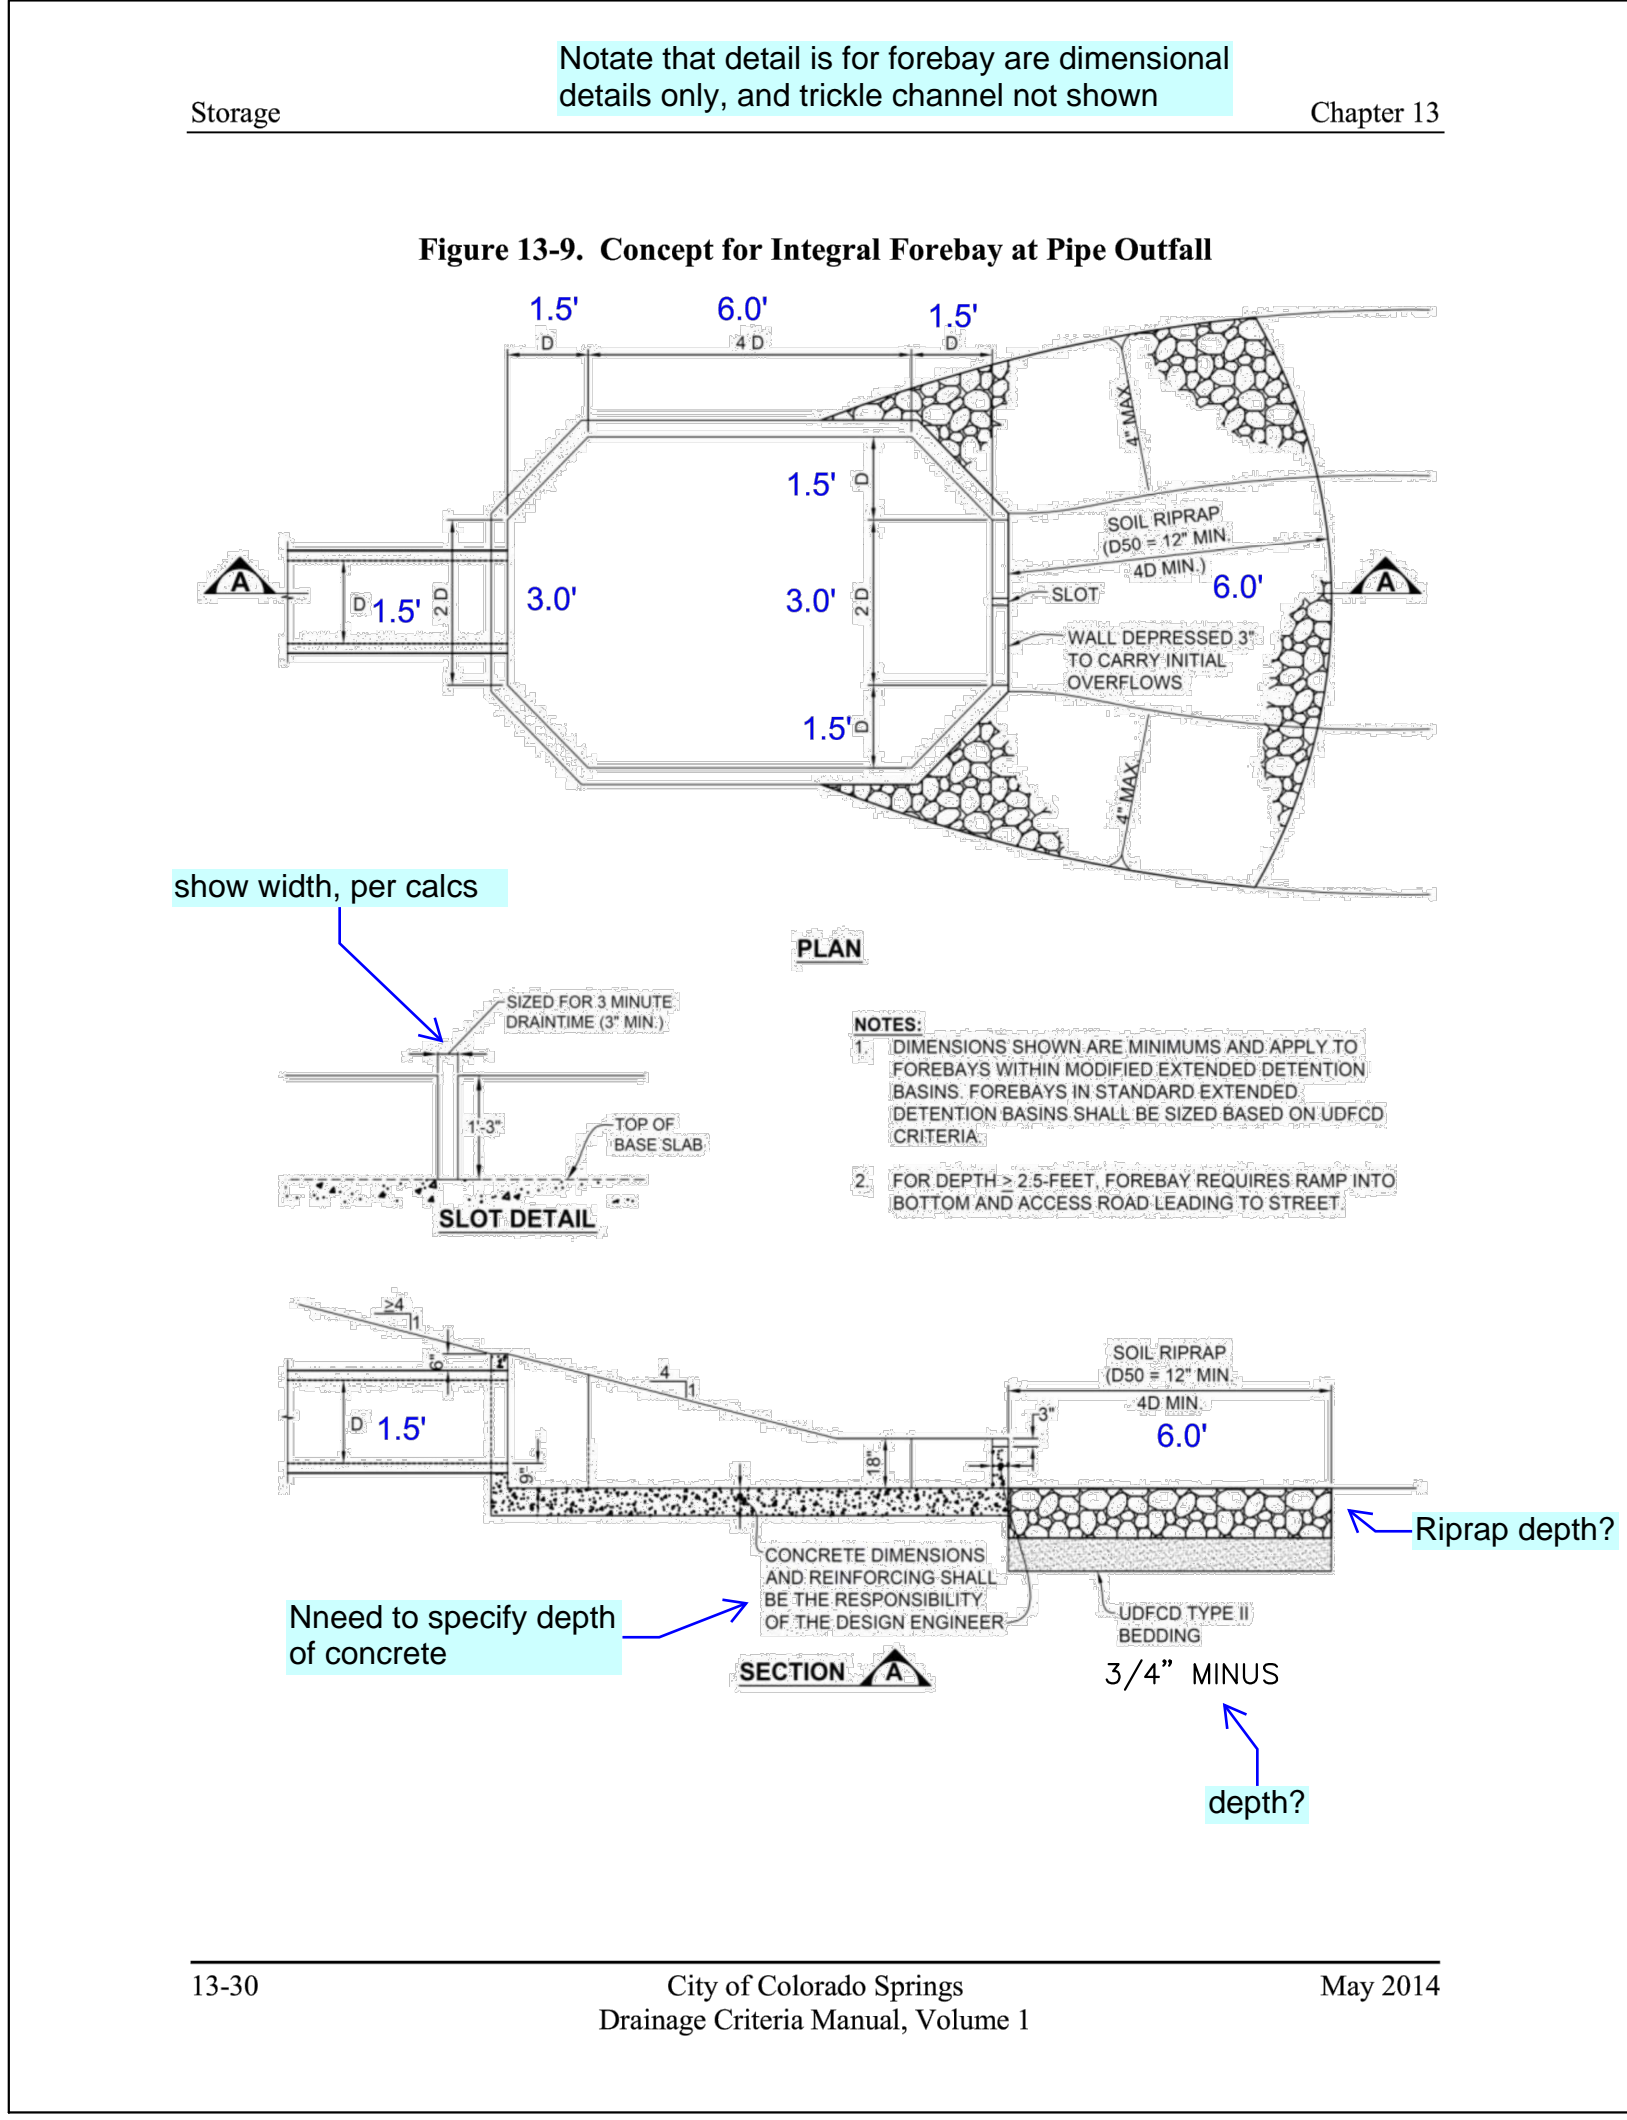 Notate that detail is for forebay are dimensional
details only, and trickle channel not shown
Storage
Chapter 13
Figure 13-9.  Concept for Integral Forebay at Pipe Outfall
1.5'
6.0'
1.5'
D
4 D
D
4" MAX.
1.5'
D
SOIL RIPRAP
(D50 = 12" MIN.
4D MIN.)
6.0'
A
A
D
1.5'
2 D
3.0'
3.0'
2 D
SLOT
WALL DEPRESSED 3"
TO CARRY INITIAL
OVERFLOWS
1.5'
D
4" MAX.
show width, per calcs
PLAN
SIZED FOR 3 MINUTE
DRAINTIME (3" MIN.)
1'-3"
TOP OF
BASE SLAB
SLOT DETAIL
NOTES:
1. DIMENSIONS SHOWN ARE MINIMUMS AND APPLY TO
FOREBAYS WITHIN MODIFIED EXTENDED DETENTION
BASINS. FOREBAYS IN STANDARD EXTENDED
DETENTION BASINS SHALL BE SIZED BASED ON UDFCD
CRITERIA.
2. FOR DEPTH ≥ 2.5-FEET, FOREBAY REQUIRES RAMP INTO
BOTTOM AND ACCESS ROAD LEADING TO STREET.
≥4
1
6"
4
1
SOIL RIPRAP
(D50 = 12" MIN.
4D MIN.
6.0'
3"
D
1.5'
9"
18"
Riprap depth?
CONCRETE DIMENSIONS
AND REINFORCING SHALL
BE THE RESPONSIBILITY
OF THE DESIGN ENGINEER
Nneed to specify depth
of concrete
UDFCD TYPE II
BEDDING
3/4" MINUS
SECTION A
depth?
13-30
City of Colorado Springs
May 2014
Drainage Criteria Manual, Volume 1